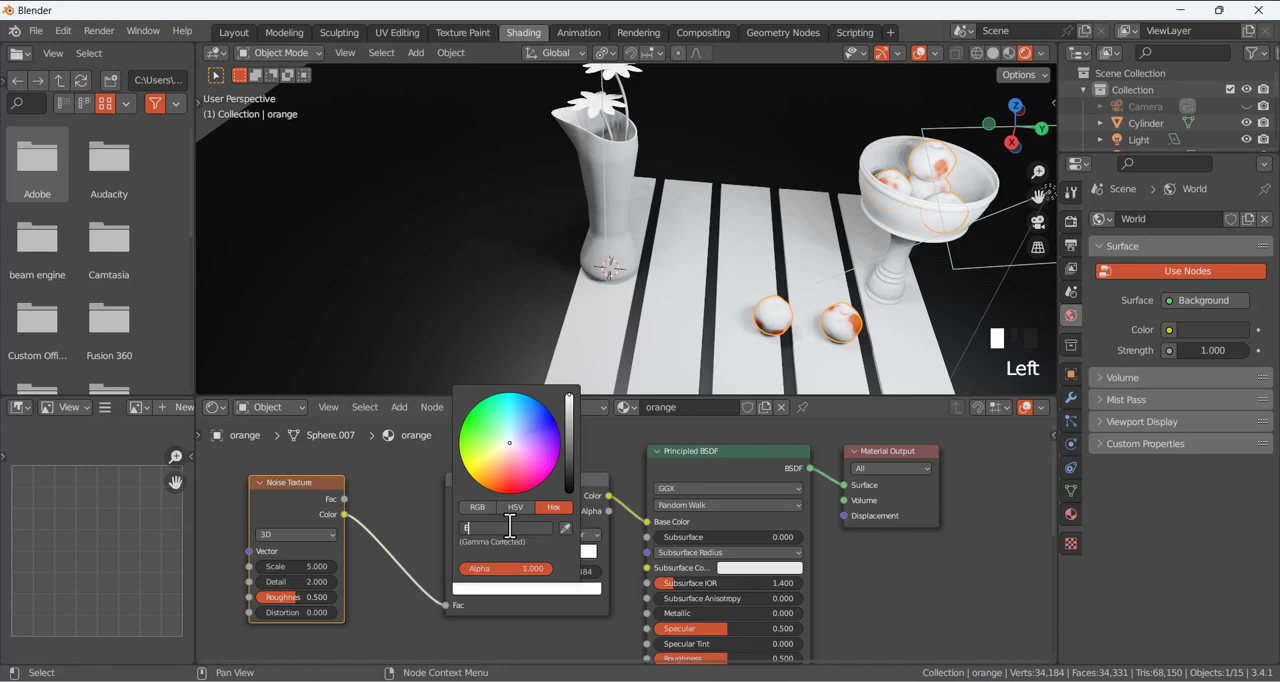 Blender
File Edit Render Window Help Layout Modeling Sculpting UV Editing Texture Paint Shading Animation Rendering Compositing Geometry Nodes Scripting + Scene ViewLayer
View Select Object Mode View Select Add Object Global
C:\Users\... Options
User Perspective
(1) Collection | orange
Scene Collection
Collection
Camera
Cylinder
Light
Z
Y
X
Adobe Audacity
beam engine Camtasia
Custom Offi... Fusion 360
Left
Scene > World
World
Surface
Use Nodes
Surface Background
Color
Strength 1.000
Volume
Mist Pass
Viewport Display
Custom Properties
View + New Object View Select Add Node orange
orange > Sphere.007 > orange
Noise Texture
Fac
Color
3D
Vector
Scale 5.000
Detail 2.000
Roughnes 0.500
Distortion 0.000
RGB HSV Hex
E
(Gamma Corrected)
Alpha 1.000
Color
Alpha
Fac
Principled BSDF
BSDF
GGX
Random Walk
Base Color
Subsurface 0.000
Subsurface Radius
Subsurface Co...
Subsurface IOR 1.400
Subsurface Anisotropy 0.000
Metallic 0.000
Specular 0.500
Specular Tint 0.000
Roughness 0.500
Material Output
All
Surface
Volume
Displacement
Select Pan View Node Context Menu Collection | orange | Verts:34,184 | Faces:34,331 | Tris:68,150 | Objects:1/15 | 3.4.1